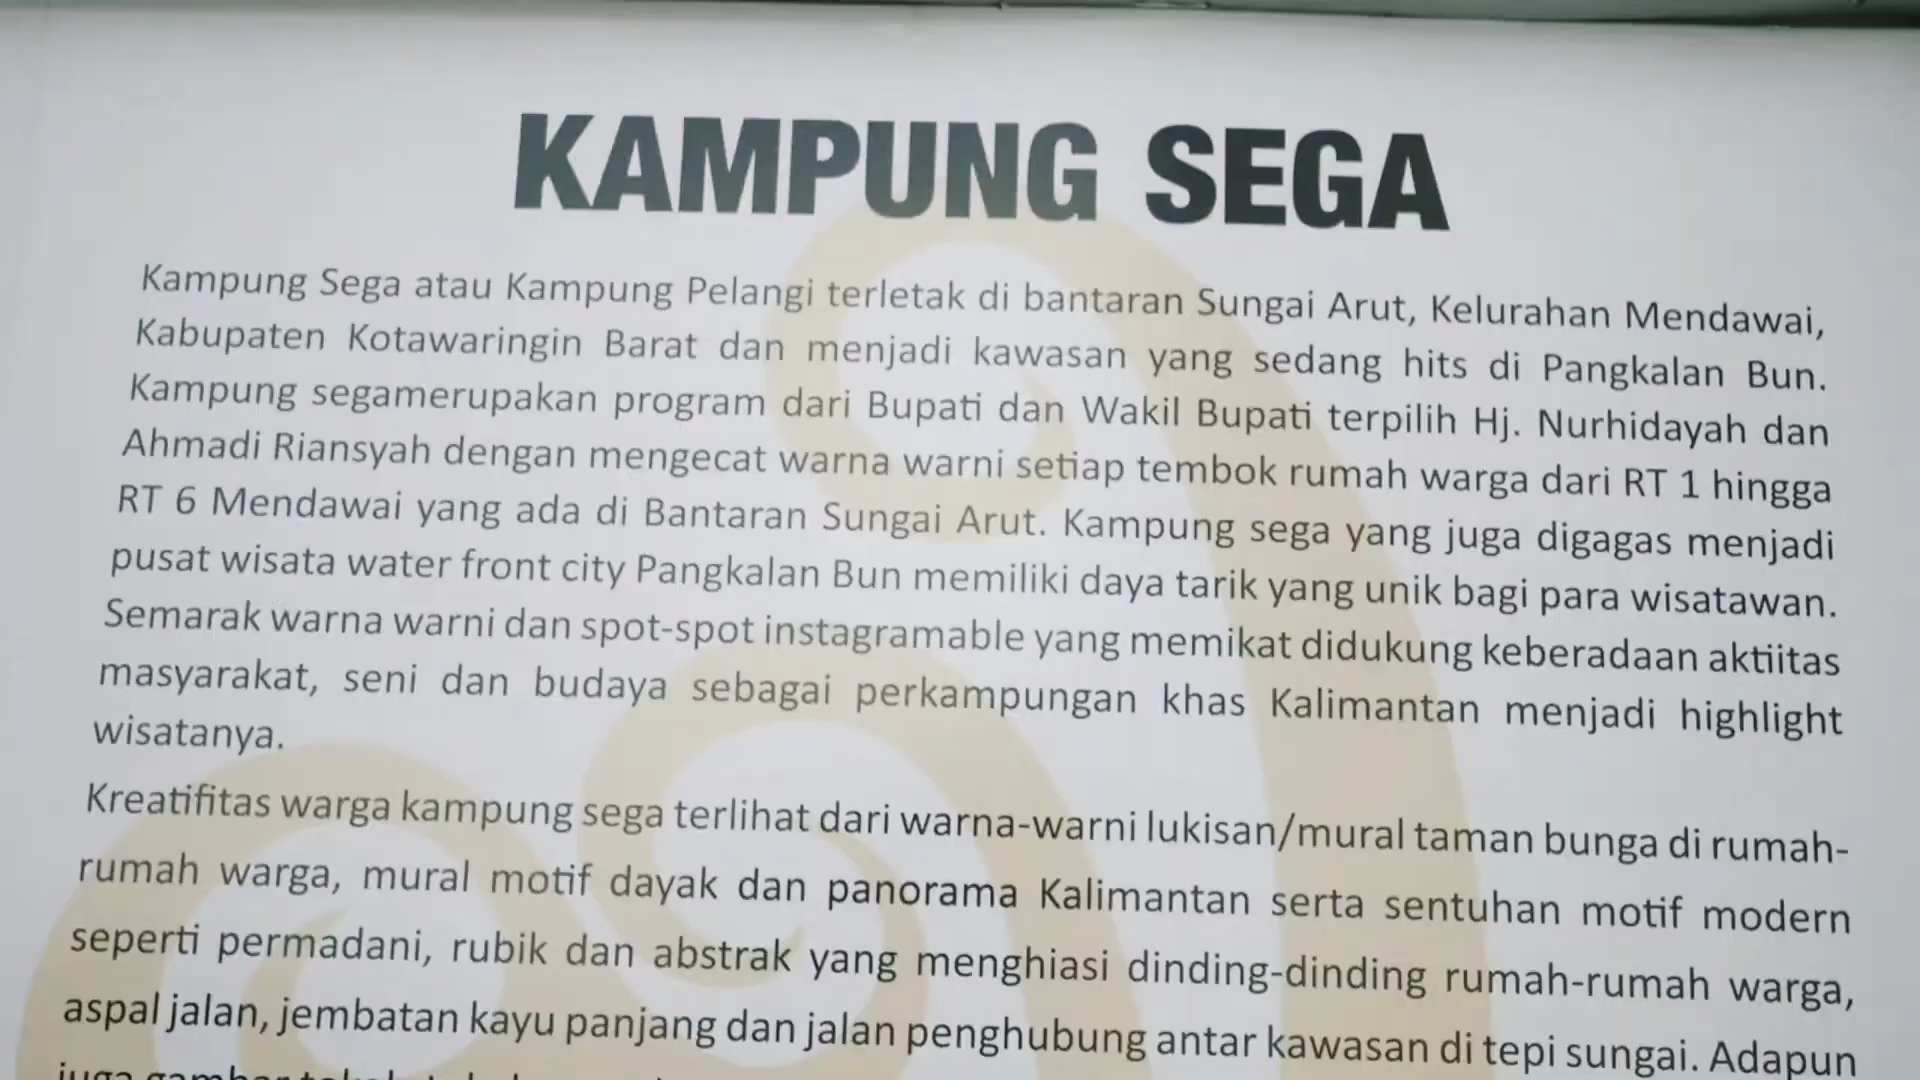 KAMPUNG SEGA
Kampung Sega atau Kampung Pelangi terletak di bantaran Sungai Arut, Kelurahan Mendawai,
Kabupaten Kotawaringin Barat dan menjadi kawasan yang sedang hits di Pangkalan Bun.
Kampung segamerupakan program dari Bupati dan Wakil Bupati terpilih Hj. Nurhidayah dan
Ahmadi Riansyah dengan mengecat warna warni setiap tembok rumah warga dari RT 1 hingga
RT 6 Mendawai yang ada di Bantaran Sungai Arut. Kampung sega yang juga digagas menjadi
pusat wisata water front city Pangkalan Bun memiliki daya tarik yang unik bagi para wisatawan.
Semarak warna warni dan spot-spot instagramable yang memikat didukung keberadaan aktiitas
masyarakat, seni dan budaya sebagai perkampungan khas Kalimantan menjadi highlight
wisatanya.
Kreatifitas warga kampung sega terlihat dari warna-warni lukisan/mural taman bunga di rumah-
rumah warga, mural motif dayak dan panorama Kalimantan serta sentuhan motif modern
seperti permadani, rubik dan abstrak yang menghiasi dinding-dinding rumah-rumah warga,
aspal jalan, jembatan kayu panjang dan jalan penghubung antar kawasan di tepi sungai. Adapun
juga gambar